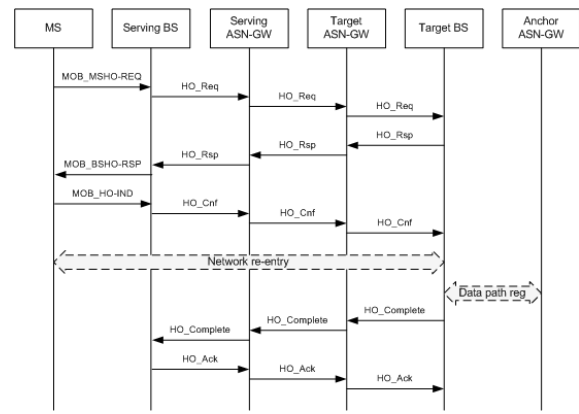 MS
Serving BS
Serving
ASN-GW
Target
ASN-GW
Target BS
Anchor
ASN-GW
MOB_MSHO-REQ
HO_Req
HO_Req
HO_Req
HO_Rsp
HO_Rsp
HO_Rsp
MOB_BSHO-RSP
MOB_HO-IND
HO_Cnf
HO_Cnf
HO_Cnf
Network re-entry
Data path reg
HO_Complete
HO_Complete
HO_Complete
HO_Ack
HO_Ack
HO_Ack